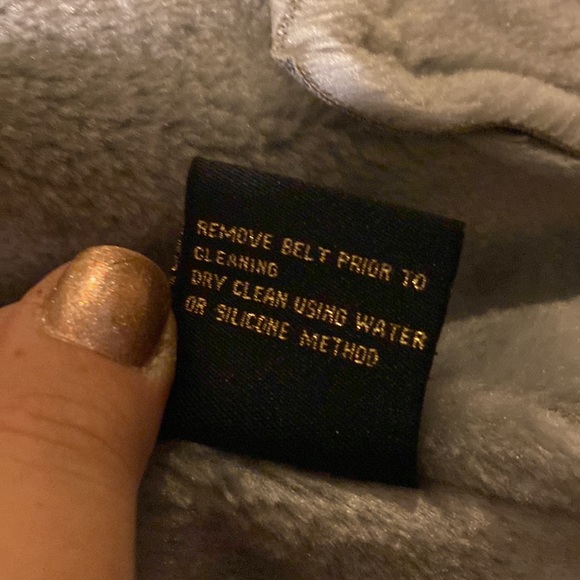 REMOVE BELT PRIOR TO
CLEANING
DRY CLEAN USING WATER
OR SILICONE METHOD